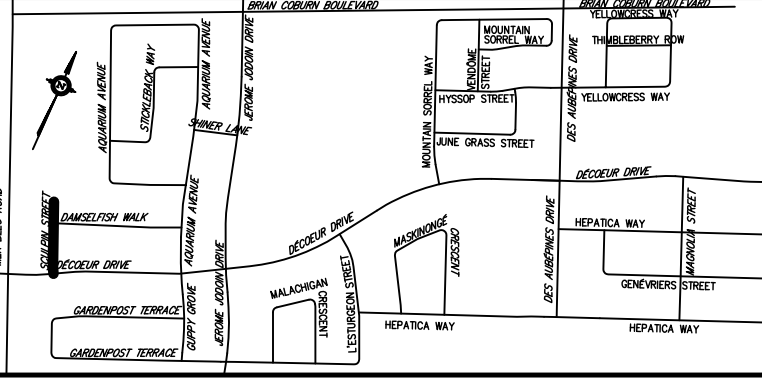 BRIAN COBURN BOULEVARD
BRIAN COBURN BOULEVARD
YELLOWCRESS WAY
MOUNTAIN
SORREL WAY
THIMBLEBERRY ROW
AQUARIUM AVENUE
STICKLEBACK WAY
AQUARIUM AVENUE
JEROME JODOIN DRIVE
MOUNTAIN SORREL WAY
VENDÔME
STREET
DES AUBÉPINES DRIVE
N
HYSSOP STREET
YELLOWCRESS WAY
SHINER LANE
JUNE GRASS STREET
DÉCOEUR DRIVE
SCULPIN STREET
DAMSELFISH WALK
AQUARIUM AVENUE
DÉCOEUR DRIVE
MASKINONGÉ
CRESCENT
DES AUBÉPINES DRIVE
HEPATICA WAY
MAGNOLIA STREET
DÉCOEUR DRIVE
JEROME JODOIN DRIVE
L'ESTURGEON STREET
GENÉVRIERS STREET
MALACHIGAN
CRESCENT
GUPPY GROVE
GARDENPOST TERRACE
HEPATICA WAY
HEPATICA WAY
GARDENPOST TERRACE